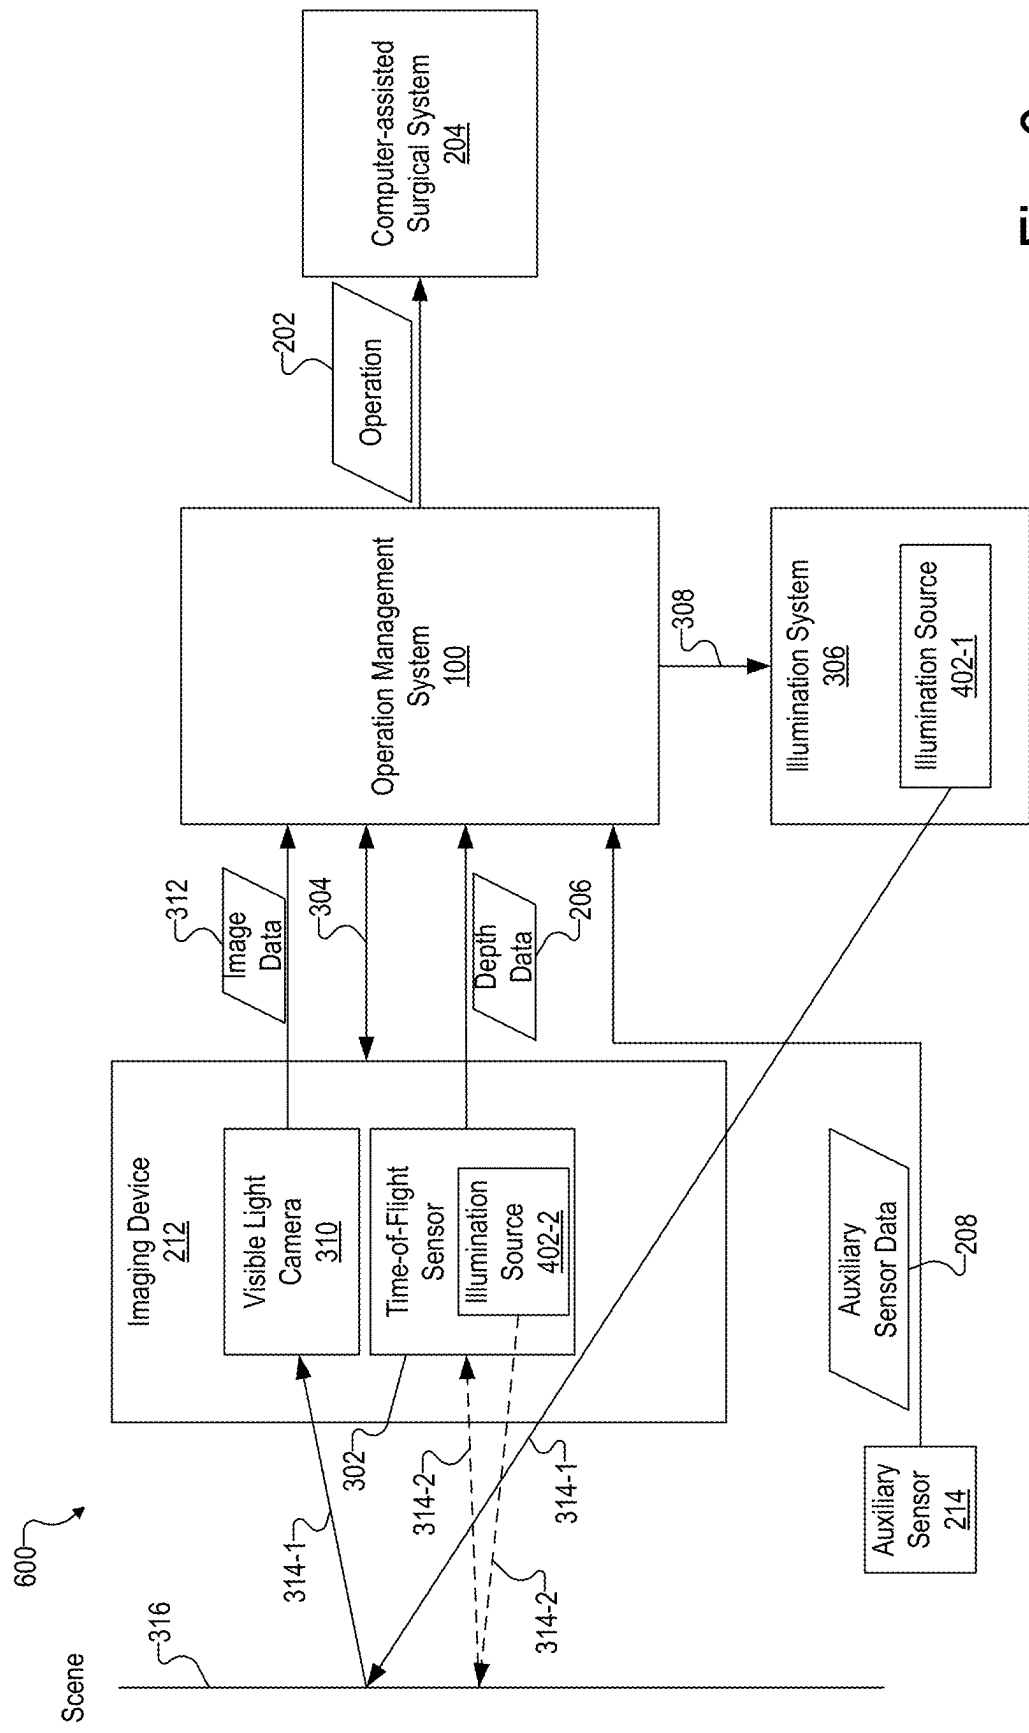 600
Scene
316
314-1
302
314-2
314-2
314-1
Imaging Device
212
Visible Light
Camera
310
Time-of-Flight
Sensor
Illumination
Source
402-2
Auxiliary
Sensor
214
Auxiliary
Sensor Data
208
312
Image
Data
304
Depth
Data
206
Operation Management
System
100
308
Illumination System
306
Illumination Source
402-1
202
Operation
Computer-assisted
Surgical System
204